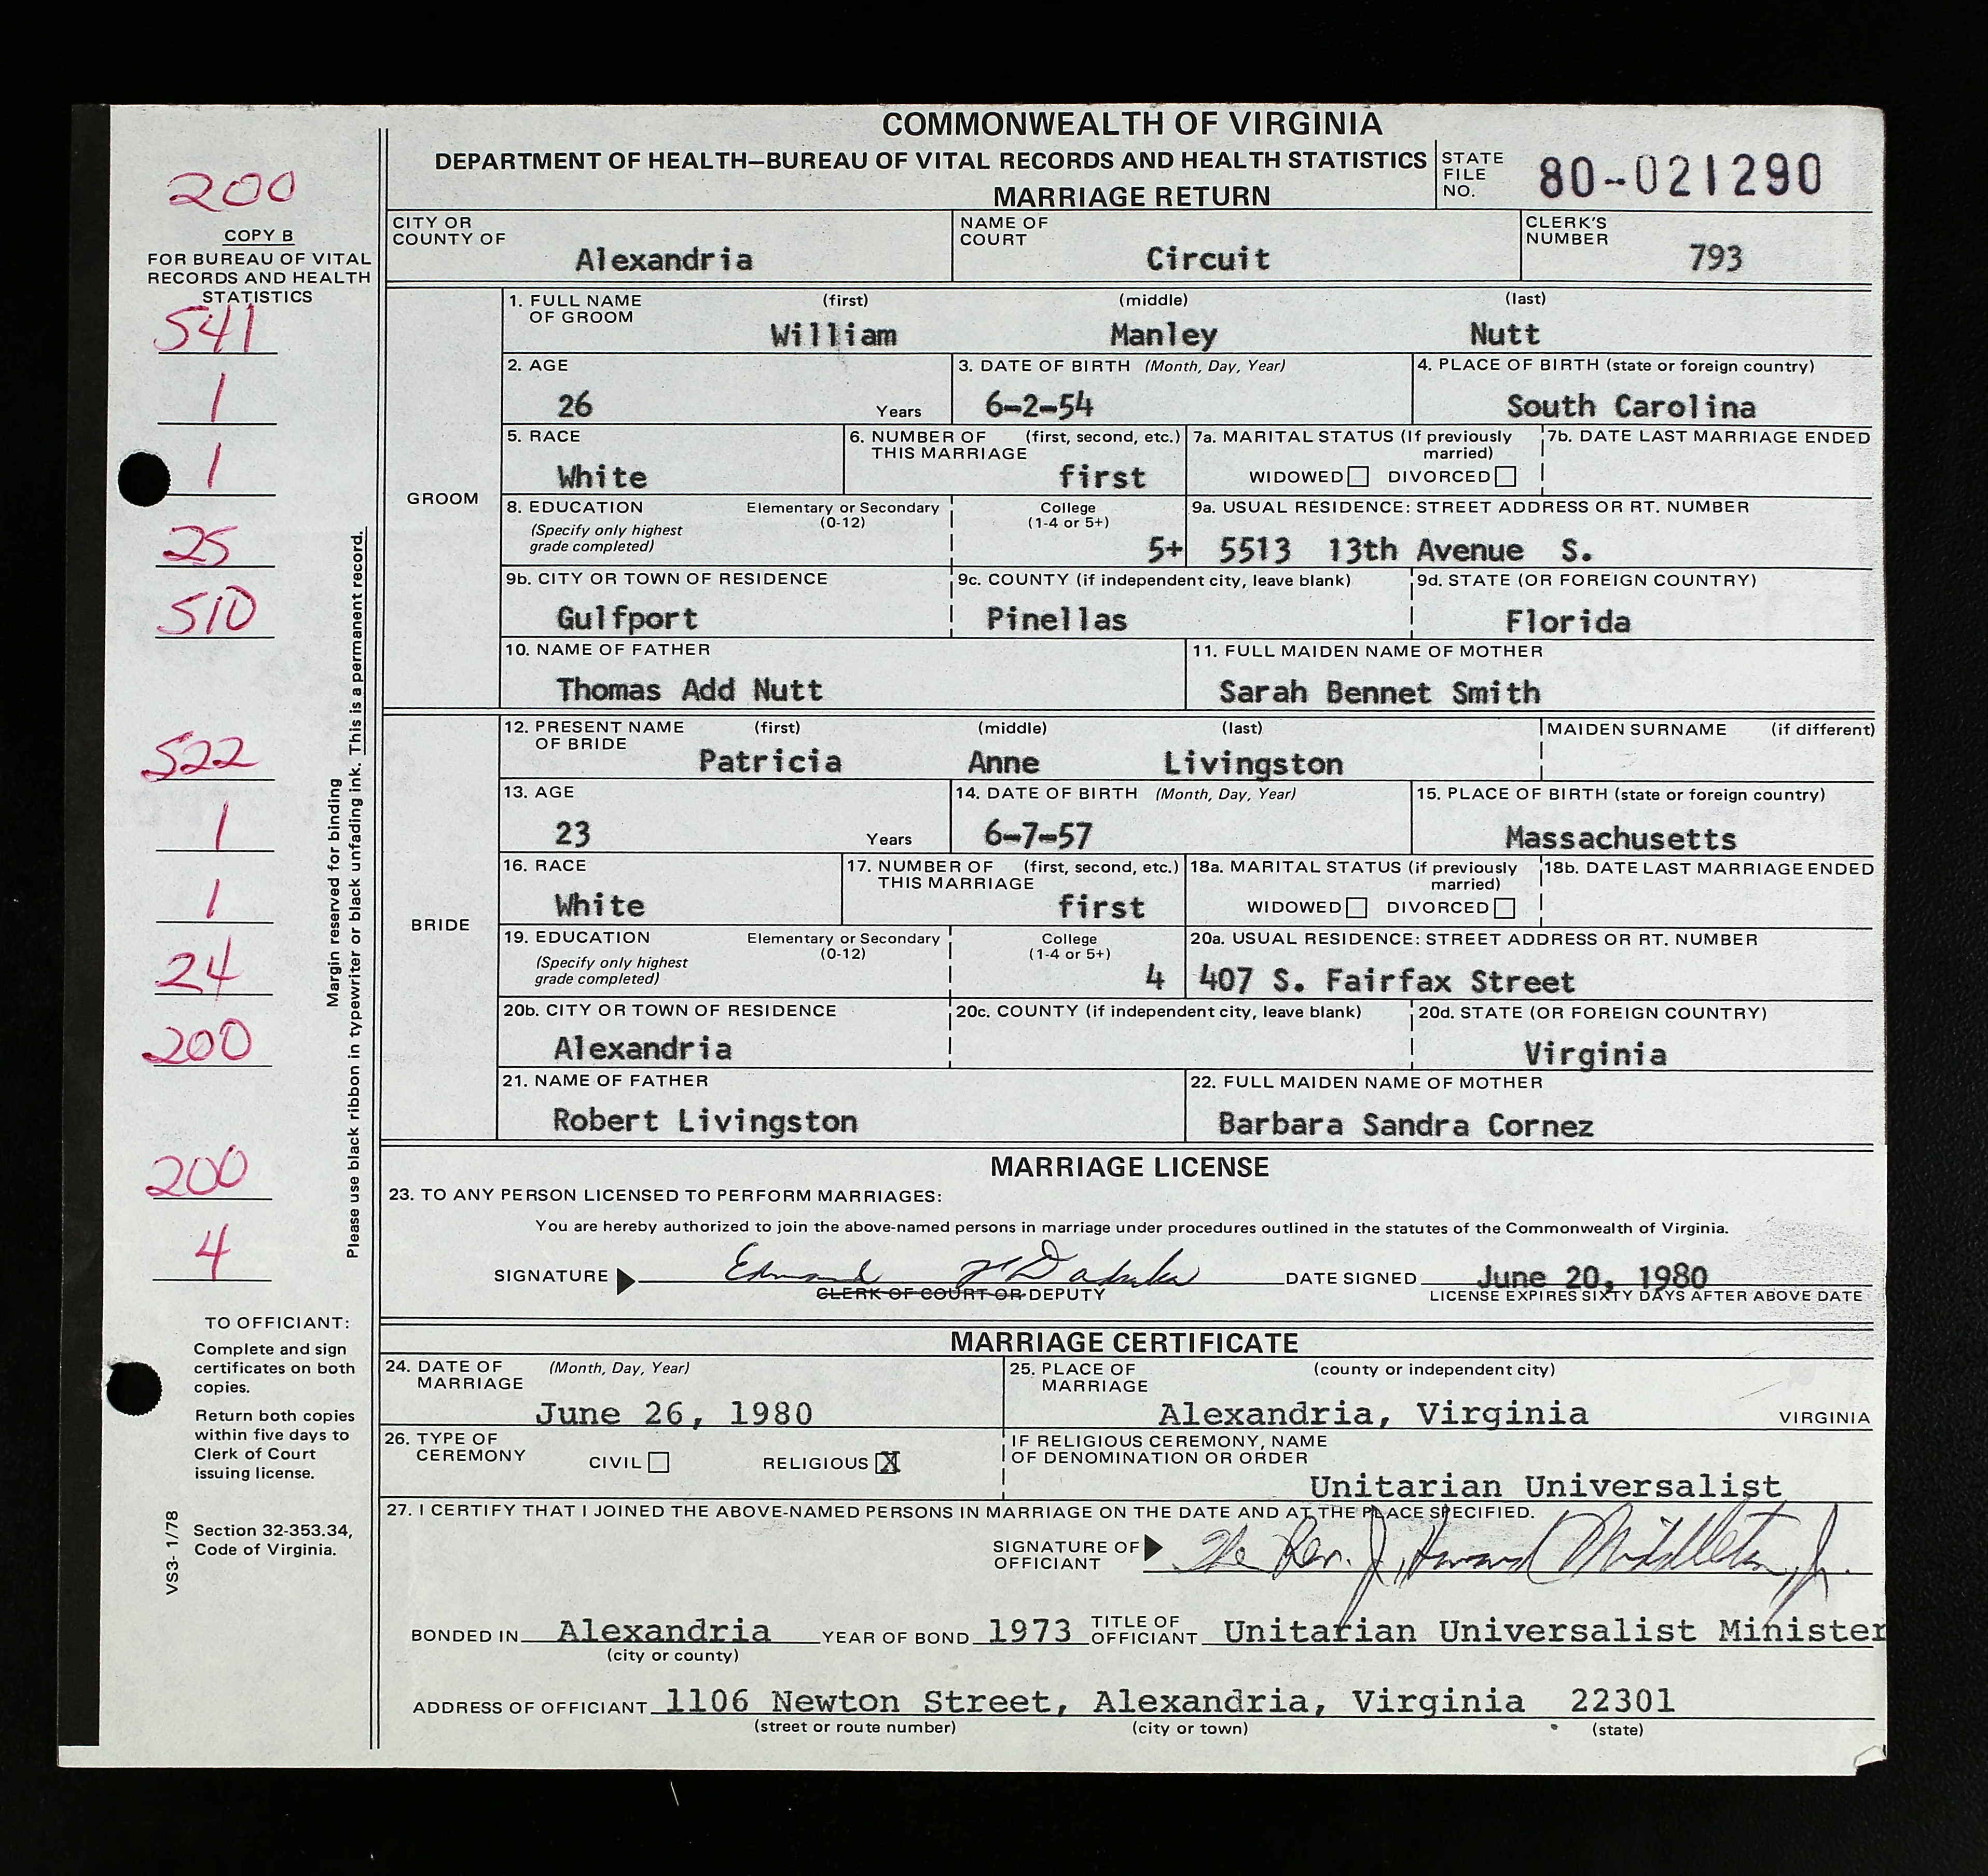 COMMONWEALTH OF VIRGINIA
DEPARTMENT OF HEALTH—BUREAU OF VITAL RECORDS AND HEALTH STATISTICS
MARRIAGE RETURN
STATE FILE NO. 80-021290
200
COPY B
FOR BUREAU OF VITAL
RECORDS AND HEALTH
STATISTICS
541
1
1
25
510
522
1
1
24
200
200
4
Margin reserved for binding
Please use black ribbon in typewriter or black unfading ink. This is a permanent record.
TO OFFICIANT:
Complete and sign
certificates on both
copies.
Return both copies
within five days to
Clerk of Court
issuing license.
Section 32-353.34,
Code of Virginia.
VS3- 1/78
CITY OR COUNTY OF Alexandria
NAME OF COURT Circuit
CLERK'S NUMBER 793
GROOM
1. FULL NAME OF GROOM (first) (middle) (last)
William Manley Nutt
2. AGE 26 Years
3. DATE OF BIRTH (Month, Day, Year) 6-2-54
4. PLACE OF BIRTH (state or foreign country) South Carolina
5. RACE White
6. NUMBER OF THIS MARRIAGE (first, second, etc.) first
7a. MARITAL STATUS (If previously married) WIDOWED DIVORCED
7b. DATE LAST MARRIAGE ENDED
8. EDUCATION (Specify only highest grade completed) Elementary or Secondary (0-12) College (1-4 or 5+) 5+
9a. USUAL RESIDENCE: STREET ADDRESS OR RT. NUMBER 5513 13th Avenue S.
9b. CITY OR TOWN OF RESIDENCE Gulfport
9c. COUNTY (if independent city, leave blank) Pinellas
9d. STATE (OR FOREIGN COUNTRY) Florida
10. NAME OF FATHER Thomas Add Nutt
11. FULL MAIDEN NAME OF MOTHER Sarah Bennet Smith
BRIDE
12. PRESENT NAME OF BRIDE (first) (middle) (last) MAIDEN SURNAME (if different)
Patricia Anne Livingston
13. AGE 23 Years
14. DATE OF BIRTH (Month, Day, Year) 6-7-57
15. PLACE OF BIRTH (state or foreign country) Massachusetts
16. RACE White
17. NUMBER OF THIS MARRIAGE (first, second, etc.) first
18a. MARITAL STATUS (if previously married) WIDOWED DIVORCED
18b. DATE LAST MARRIAGE ENDED
19. EDUCATION (Specify only highest grade completed) Elementary or Secondary (0-12) College (1-4 or 5+) 4
20a. USUAL RESIDENCE: STREET ADDRESS OR RT. NUMBER 407 S. Fairfax Street
20b. CITY OR TOWN OF RESIDENCE Alexandria
20c. COUNTY (if independent city, leave blank)
20d. STATE (OR FOREIGN COUNTRY) Virginia
21. NAME OF FATHER Robert Livingston
22. FULL MAIDEN NAME OF MOTHER Barbara Sandra Cornez
MARRIAGE LICENSE
23. TO ANY PERSON LICENSED TO PERFORM MARRIAGES:
You are hereby authorized to join the above-named persons in marriage under procedures outlined in the statutes of the Commonwealth of Virginia.
SIGNATURE DATE SIGNED June 20, 1980
CLERK OF COURT OR DEPUTY LICENSE EXPIRES SIXTY DAYS AFTER ABOVE DATE
MARRIAGE CERTIFICATE
24. DATE OF MARRIAGE (Month, Day, Year) June 26, 1980
25. PLACE OF MARRIAGE (county or independent city) Alexandria, Virginia VIRGINIA
26. TYPE OF CEREMONY CIVIL RELIGIOUS X
IF RELIGIOUS CEREMONY, NAME OF DENOMINATION OR ORDER Unitarian Universalist
27. I CERTIFY THAT I JOINED THE ABOVE-NAMED PERSONS IN MARRIAGE ON THE DATE AND AT THE PLACE SPECIFIED.
SIGNATURE OF OFFICIANT The Rev. J. Howard Middleton, Jr.
BONDED IN Alexandria YEAR OF BOND 1973 TITLE OF OFFICIANT Unitarian Universalist Minister
(city or county)
ADDRESS OF OFFICIANT 1106 Newton Street, Alexandria, Virginia 22301
(street or route number) (city or town) (state)